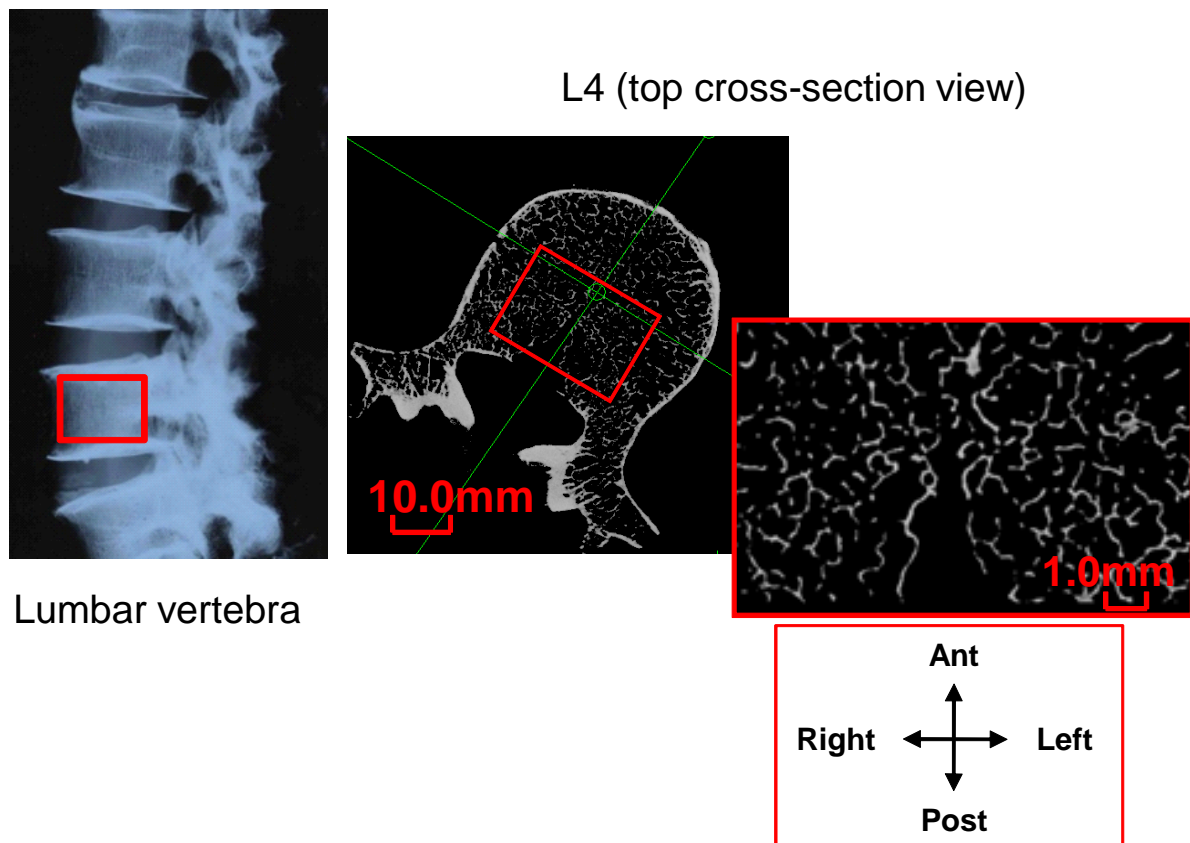 L4 (top cross-section view)
10.0mm
1.0mm
Lumbar vertebra
Ant
Right
Left
Post